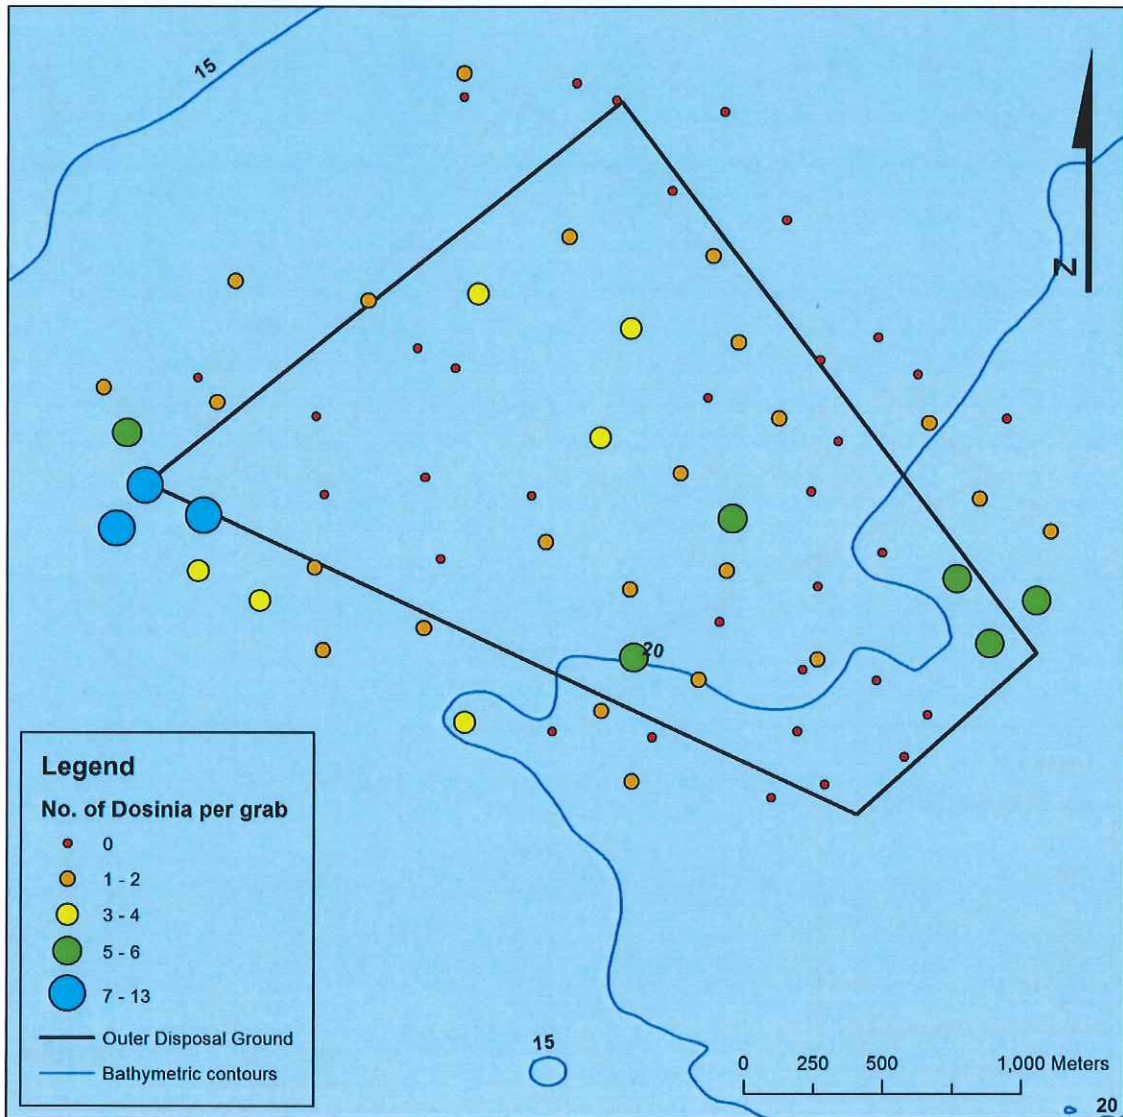 15
Z
20
Legend
No. of Dosinia per grab
0
1 - 2
3 - 4
5 - 6
7 - 13
Outer Disposal Ground
Bathymetric contours
15
0 250 500 1,000 Meters
20